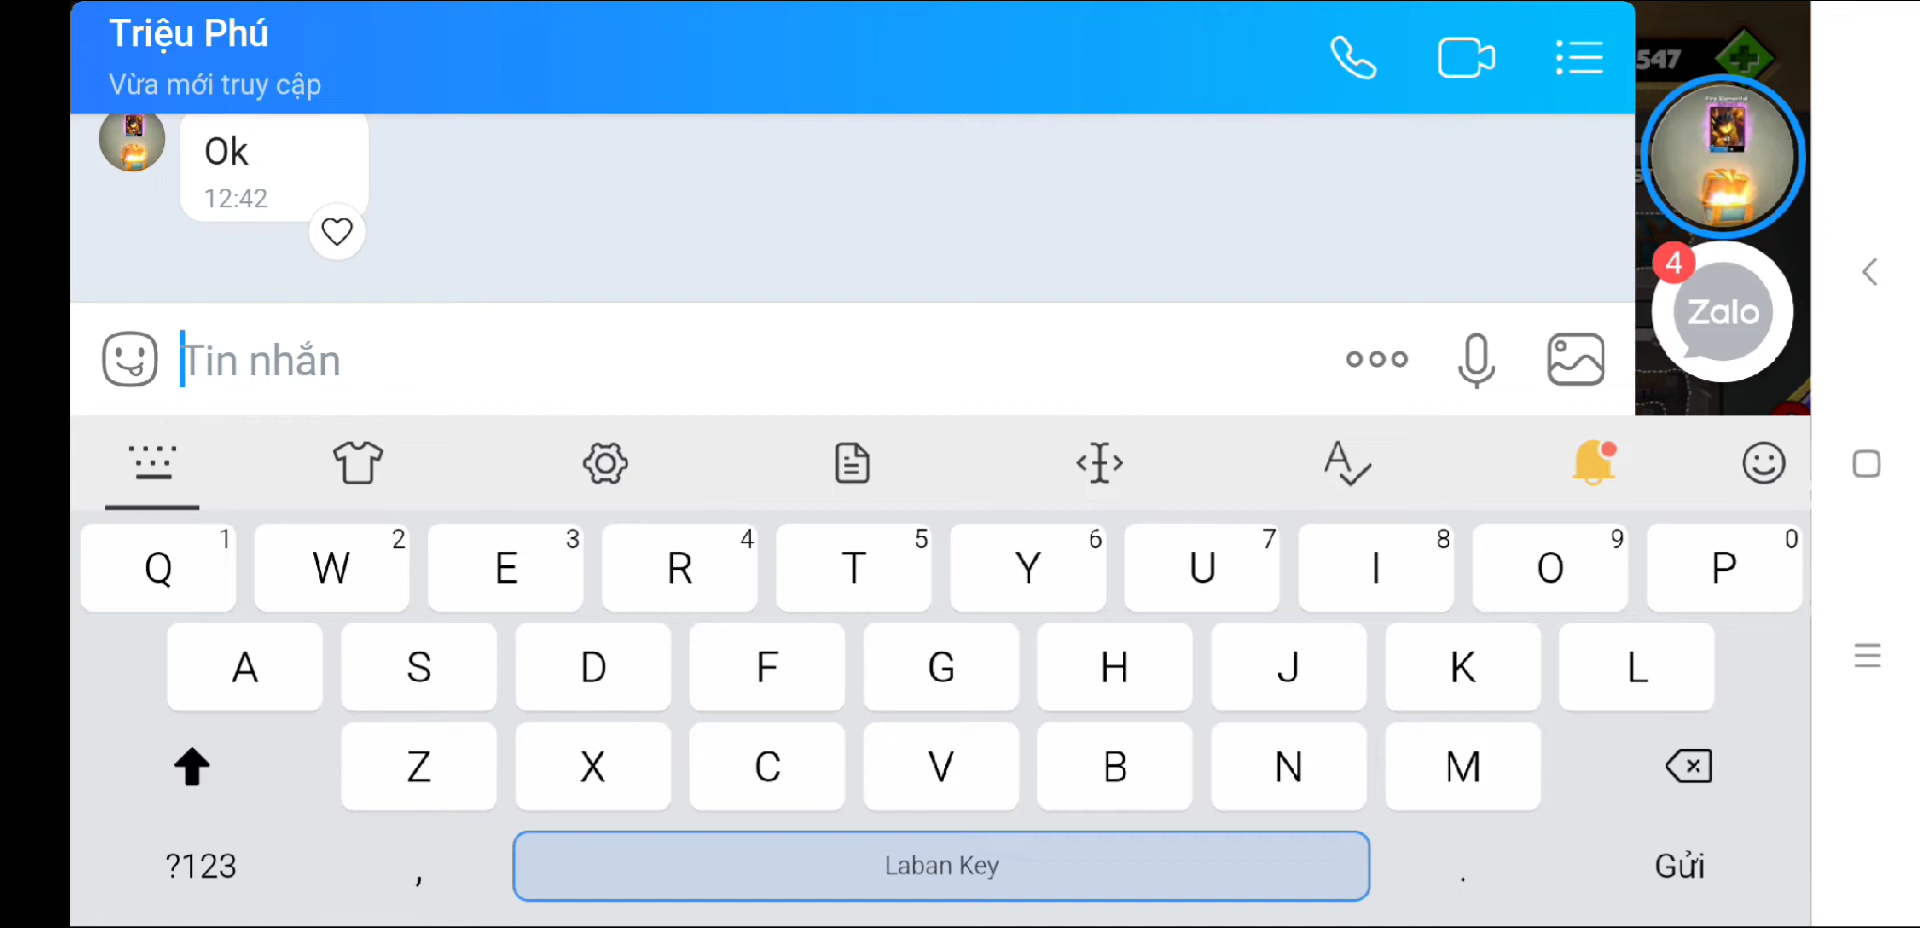 Triệu Phú
Vừa mới truy cập
547
Ok
12:42
4
Zalo
Tin nhắn
Q 1 W 2 E 3 R 4 T 5 Y 6 U 7 I 8 O 9 P 0
A S D F G H J K L
Z X C V B N M
?123 , Laban Key . Gửi